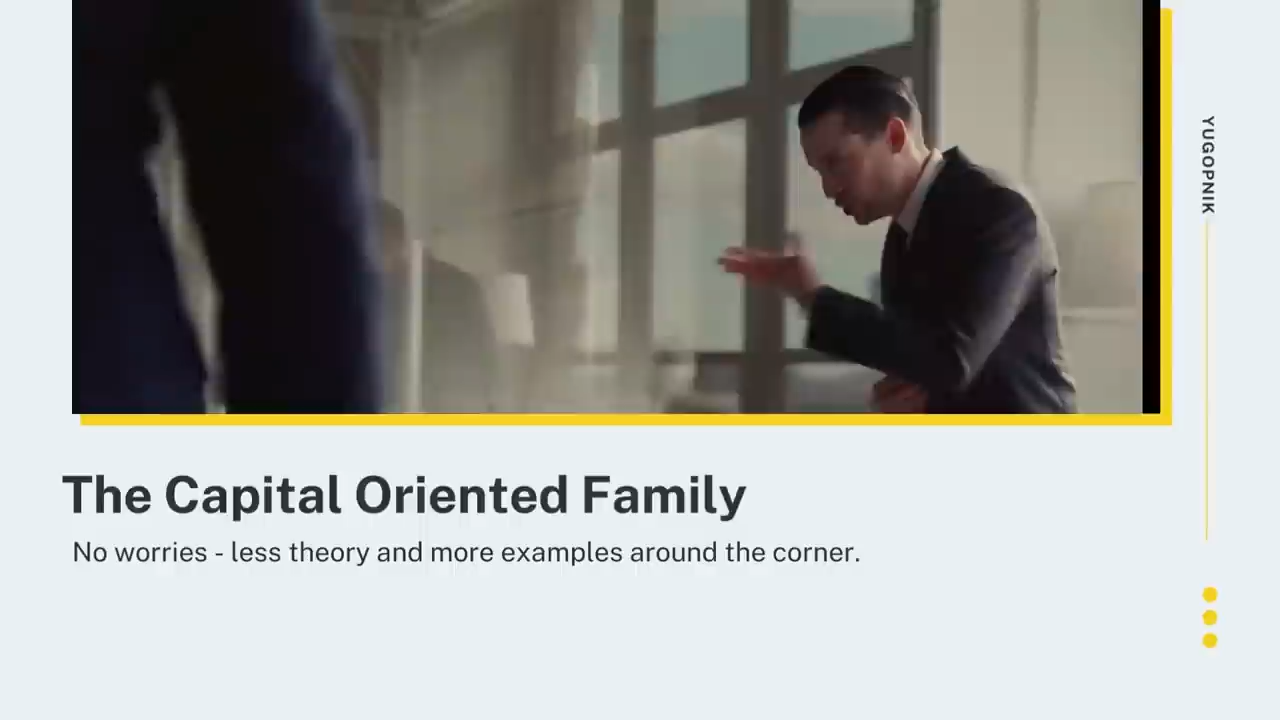 YUGOPNIK
The Capital Oriented Family
No worries - less theory and more examples around the corner.